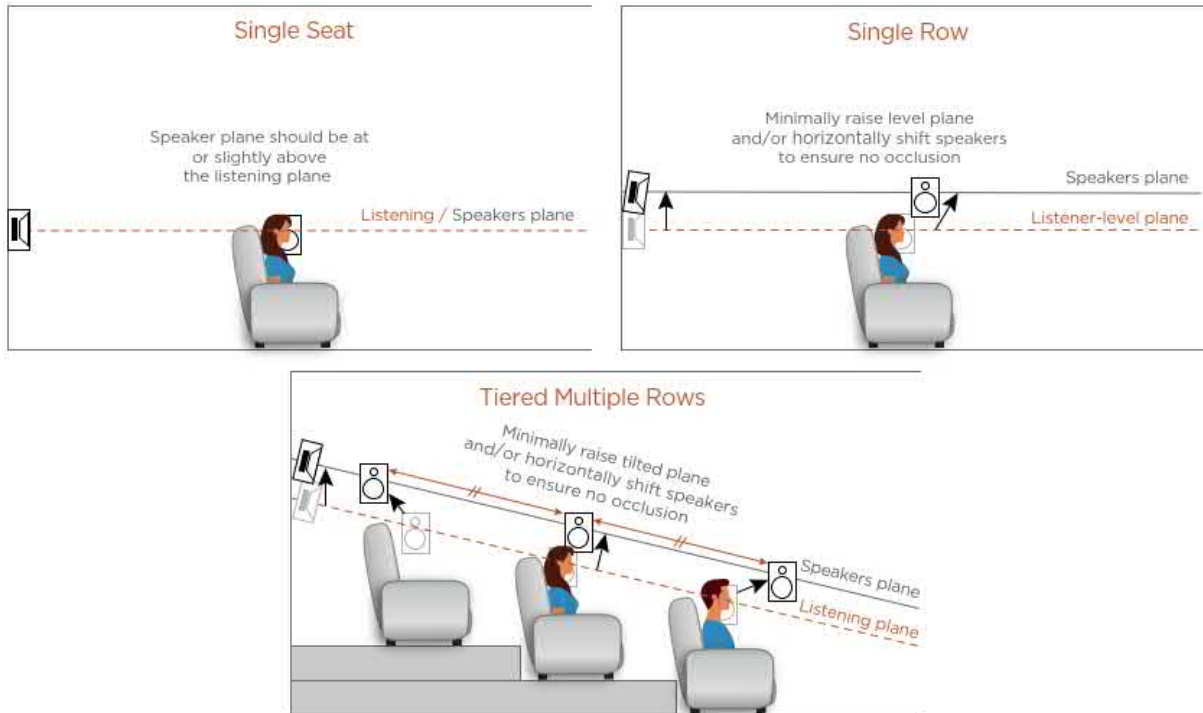 Single Seat
Speaker plane should be at
or slightly above
the listening plane
Listening / Speakers plane
Single Row
Minimally raise level plane
and/or horizontally shift speakers
to ensure no occlusion
Speakers plane
Listener-level plane
Tiered Multiple Rows
Minimally raise tilted plane
and/or horizontally shift speakers
to ensure no occlusion
Speakers plane
Listening plane